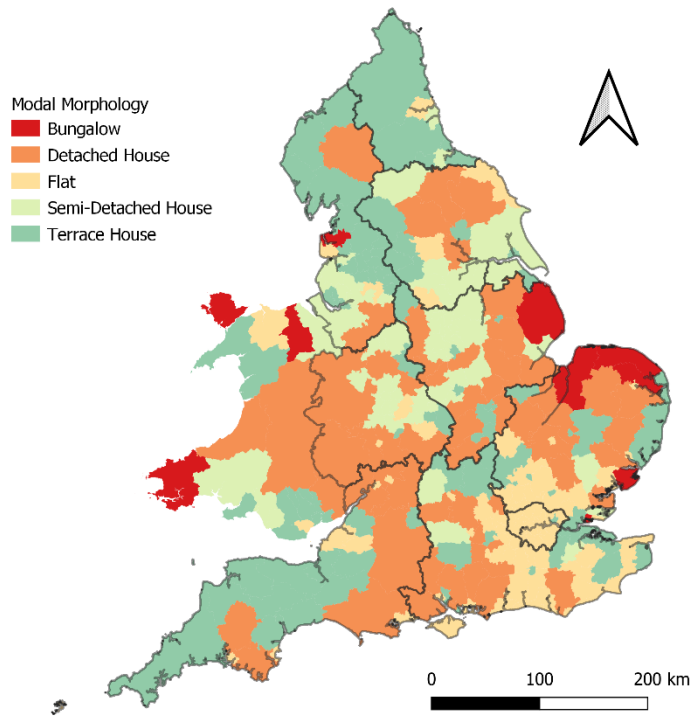 Modal Morphology
Bungalow
Detached House
Flat
Semi-Detached House
Terrace House
0 100 200 km